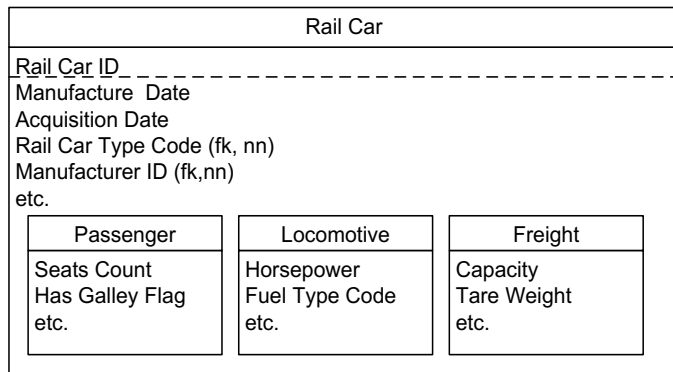 Rail Car
Rail Car ID
Manufacture Date
Acquisition Date
Rail Car Type Code (fk, nn)
Manufacturer ID (fk,nn)
etc.
Passenger
Seats Count
Has Galley Flag
etc.
Locomotive
Horsepower
Fuel Type Code
etc.
Freight
Capacity
Tare Weight
etc.